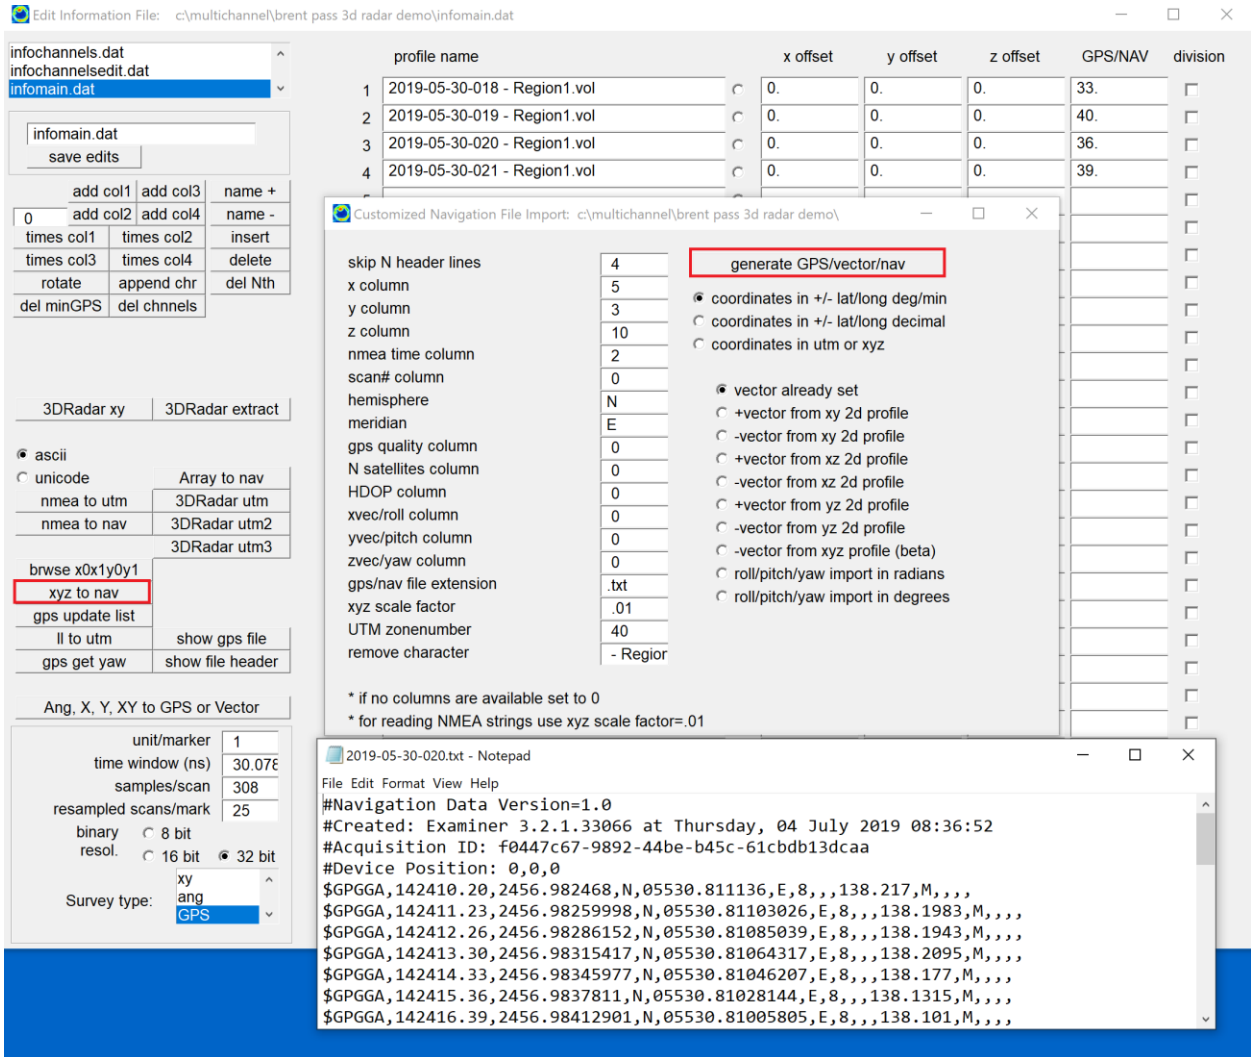 Edit Information File: c:\multichannel\brent pass 3d radar demo\infomain.dat
infochannels.dat
infochannelsedit.dat
infomain.dat
infomain.dat
save edits
add col1 add col3 name +
0 add col2 add col4 name -
times col1 times col2 insert
times col3 times col4 delete
rotate append chr del Nth
del minGPS del chnnels
3DRadar xy 3DRadar extract
ascii
unicode Array to nav
nmea to utm 3DRadar utm
nmea to nav 3DRadar utm2
3DRadar utm3
brwse x0x1y0y1
xyz to nav
gps update list
ll to utm show gps file
gps get yaw show file header
Ang, X, Y, XY to GPS or Vector
unit/marker 1
time window (ns) 30.078
samples/scan 308
resampled scans/mark 25
binary resol. 8 bit
16 bit 32 bit
Survey type: xy
ang
GPS
profile name x offset y offset z offset GPS/NAV division
1 2019-05-30-018 - Region1.vol 0. 0. 0. 33.
2 2019-05-30-019 - Region1.vol 0. 0. 0. 40.
3 2019-05-30-020 - Region1.vol 0. 0. 0. 36.
4 2019-05-30-021 - Region1.vol 0. 0. 0. 39.
Customized Navigation File Import: c:\multichannel\brent pass 3d radar demo\
skip N header lines 4
x column 5
y column 3
z column 10
nmea time column 2
scan# column 0
hemisphere N
meridian E
gps quality column 0
N satellites column 0
HDOP column 0
xvec/roll column 0
yvec/pitch column 0
zvec/yaw column 0
gps/nav file extension .txt
xyz scale factor .01
UTM zonenumber 40
remove character - Region
generate GPS/vector/nav
coordinates in +/- lat/long deg/min
coordinates in +/- lat/long decimal
coordinates in utm or xyz
vector already set
+vector from xy 2d profile
-vector from xy 2d profile
+vector from xz 2d profile
-vector from xz 2d profile
+vector from yz 2d profile
-vector from yz 2d profile
-vector from xyz profile (beta)
roll/pitch/yaw import in radians
roll/pitch/yaw import in degrees
* if no columns are available set to 0
* for reading NMEA strings use xyz scale factor=.01
2019-05-30-020.txt - Notepad
File Edit Format View Help
#Navigation Data Version=1.0
#Created: Examiner 3.2.1.33066 at Thursday, 04 July 2019 08:36:52
#Acquisition ID: f0447c67-9892-44be-b45c-61cbdb13dcaa
#Device Position: 0,0,0
$GPGGA,142410.20,2456.982468,N,05530.811136,E,8,,,138.217,M,,,,
$GPGGA,142411.23,2456.98259998,N,05530.81103026,E,8,,,138.1983,M,,,,
$GPGGA,142412.26,2456.98286152,N,05530.81085039,E,8,,,138.1943,M,,,,
$GPGGA,142413.30,2456.98315417,N,05530.81064317,E,8,,,138.2095,M,,,,
$GPGGA,142414.33,2456.98345977,N,05530.81046207,E,8,,,138.177,M,,,,
$GPGGA,142415.36,2456.9837811,N,05530.81028144,E,8,,,138.1315,M,,,,
$GPGGA,142416.39,2456.98412901,N,05530.81005805,E,8,,,138.101,M,,,,